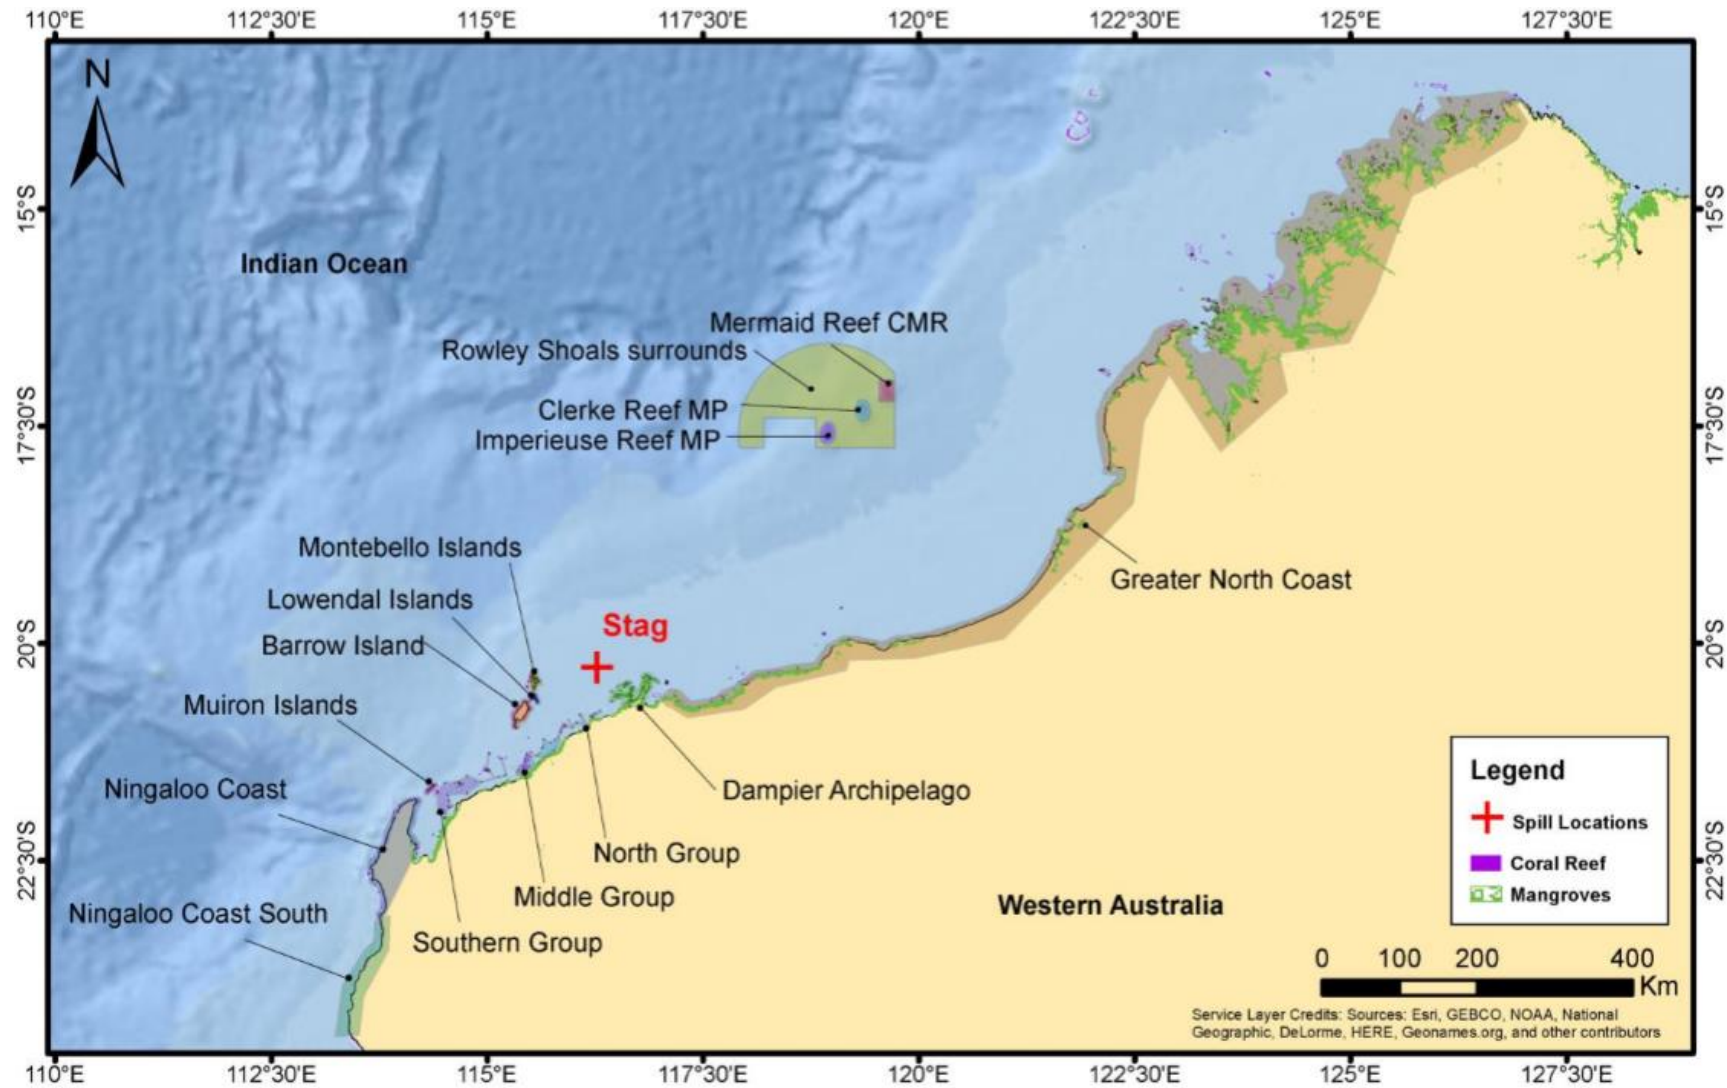 110°E 112°30'E 115°E 117°30'E 120°E 122°30'E 125°E 127°30'E
N
15°S
15°S
Indian Ocean
Mermaid Reef CMR
Rowley Shoals surrounds
Clerke Reef MP
Imperieuse Reef MP
17°30'S
17°30'S
Montebello Islands
Greater North Coast
Lowendal Islands
Stag
Barrow Island
20°S
20°S
Muiron Islands
Ningaloo Coast
Dampier Archipelago
North Group
22°30'S
22°30'S
Middle Group
Ningaloo Coast South
Southern Group
Western Australia
Legend
Spill Locations
Coral Reef
Mangroves
0 100 200 400
Km
Service Layer Credits: Sources: Esri, GEBCO, NOAA, National
Geographic, DeLorme, HERE, Geonames.org, and other contributors
110°E 112°30'E 115°E 117°30'E 120°E 122°30'E 125°E 127°30'E